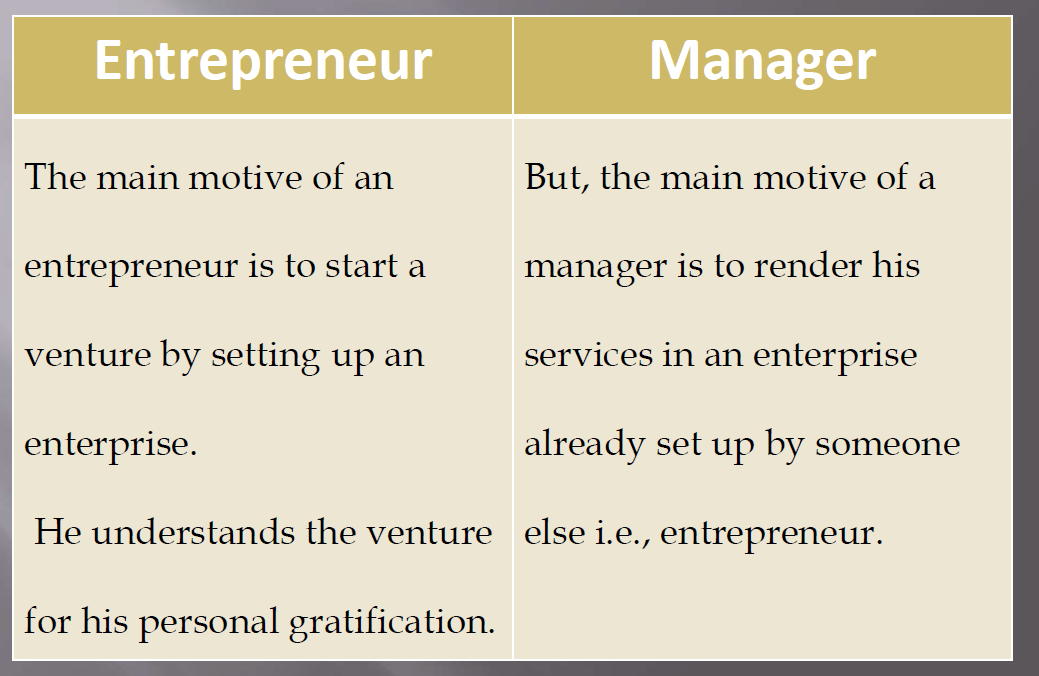 Entrepreneur
Manager
The main motive of an
entrepreneur is to start a
venture by setting up an
enterprise.
He understands the venture
for his personal gratification.
But, the main motive of a
manager is to render his
services in an enterprise
already set up by someone
else i.e., entrepreneur.